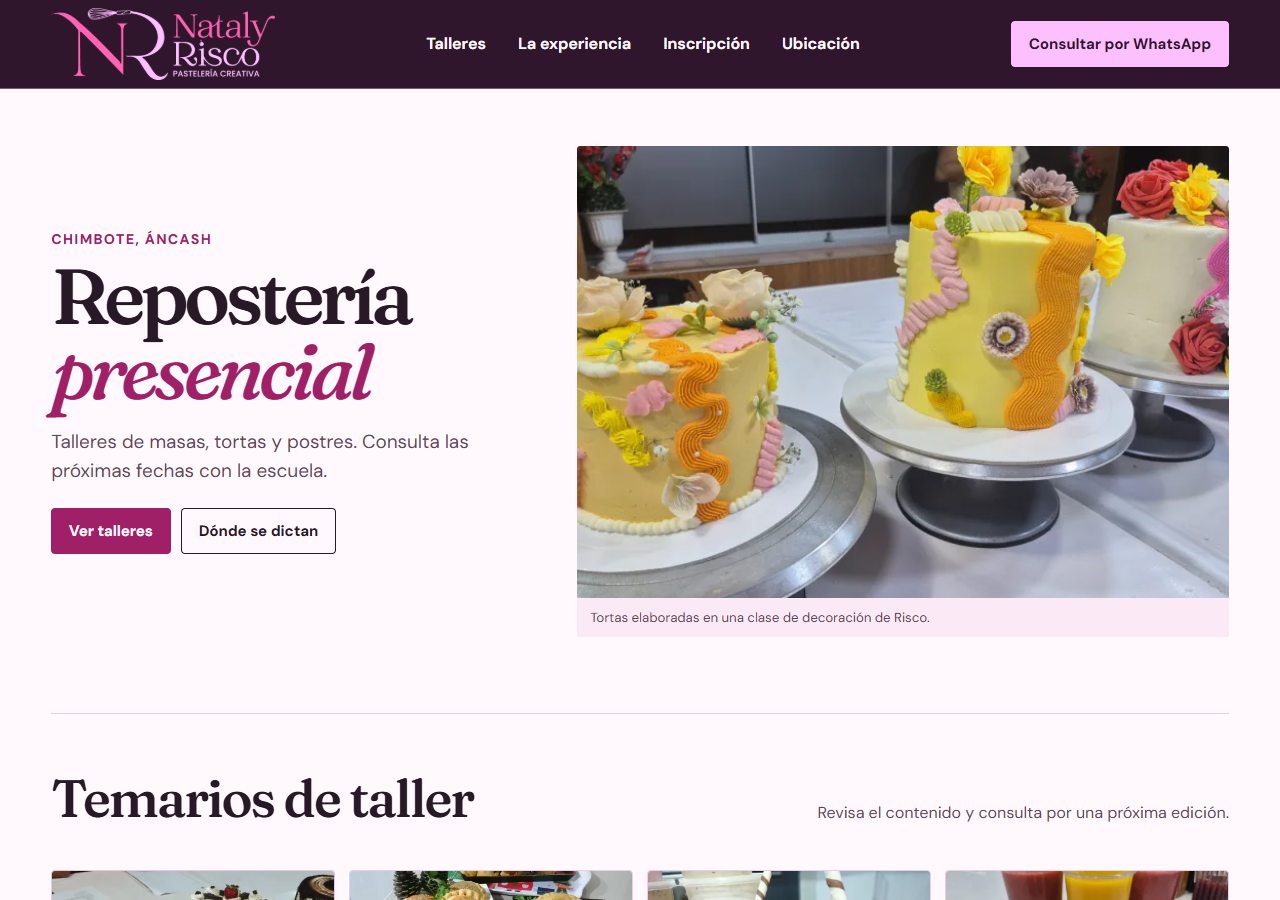 NR Nataly
Risco
PASTELERÍA CREATIVA
Talleres
La experiencia
Inscripción
Ubicación
Consultar por WhatsApp
CHIMBOTE, ÁNCASH
Repostería
presencial
Talleres de masas, tortas y postres. Consulta las
próximas fechas con la escuela.
Ver talleres
Dónde se dictan
Tortas elaboradas en una clase de decoración de Risco.
Temarios de taller
Revisa el contenido y consulta por una próxima edición.